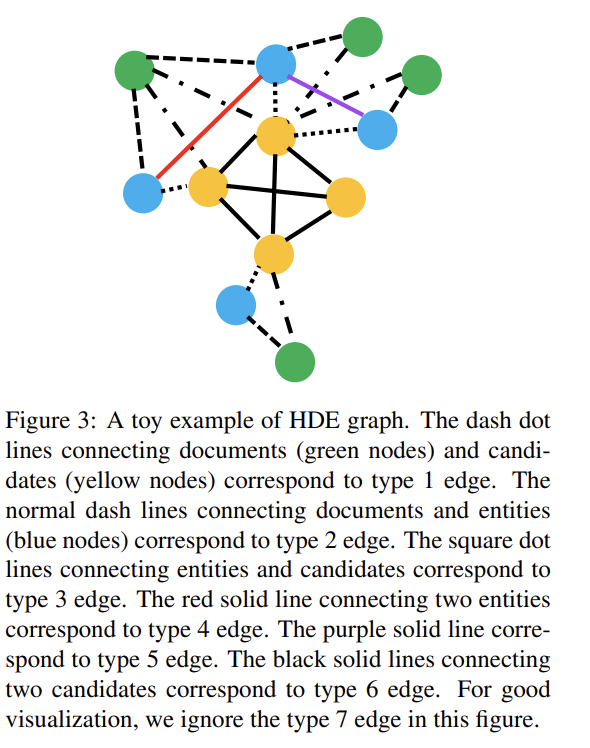 Figure 3: A toy example of HDE graph. The dash dot
lines connecting documents (green nodes) and candi-
dates (yellow nodes) correspond to type 1 edge. The
normal dash lines connecting documents and entities
(blue nodes) correspond to type 2 edge. The square dot
lines connecting entities and candidates correspond to
type 3 edge. The red solid line connecting two entities
correspond to type 4 edge. The purple solid line corre-
spond to type 5 edge. The black solid lines connecting
two candidates correspond to type 6 edge. For good
visualization, we ignore the type 7 edge in this figure.